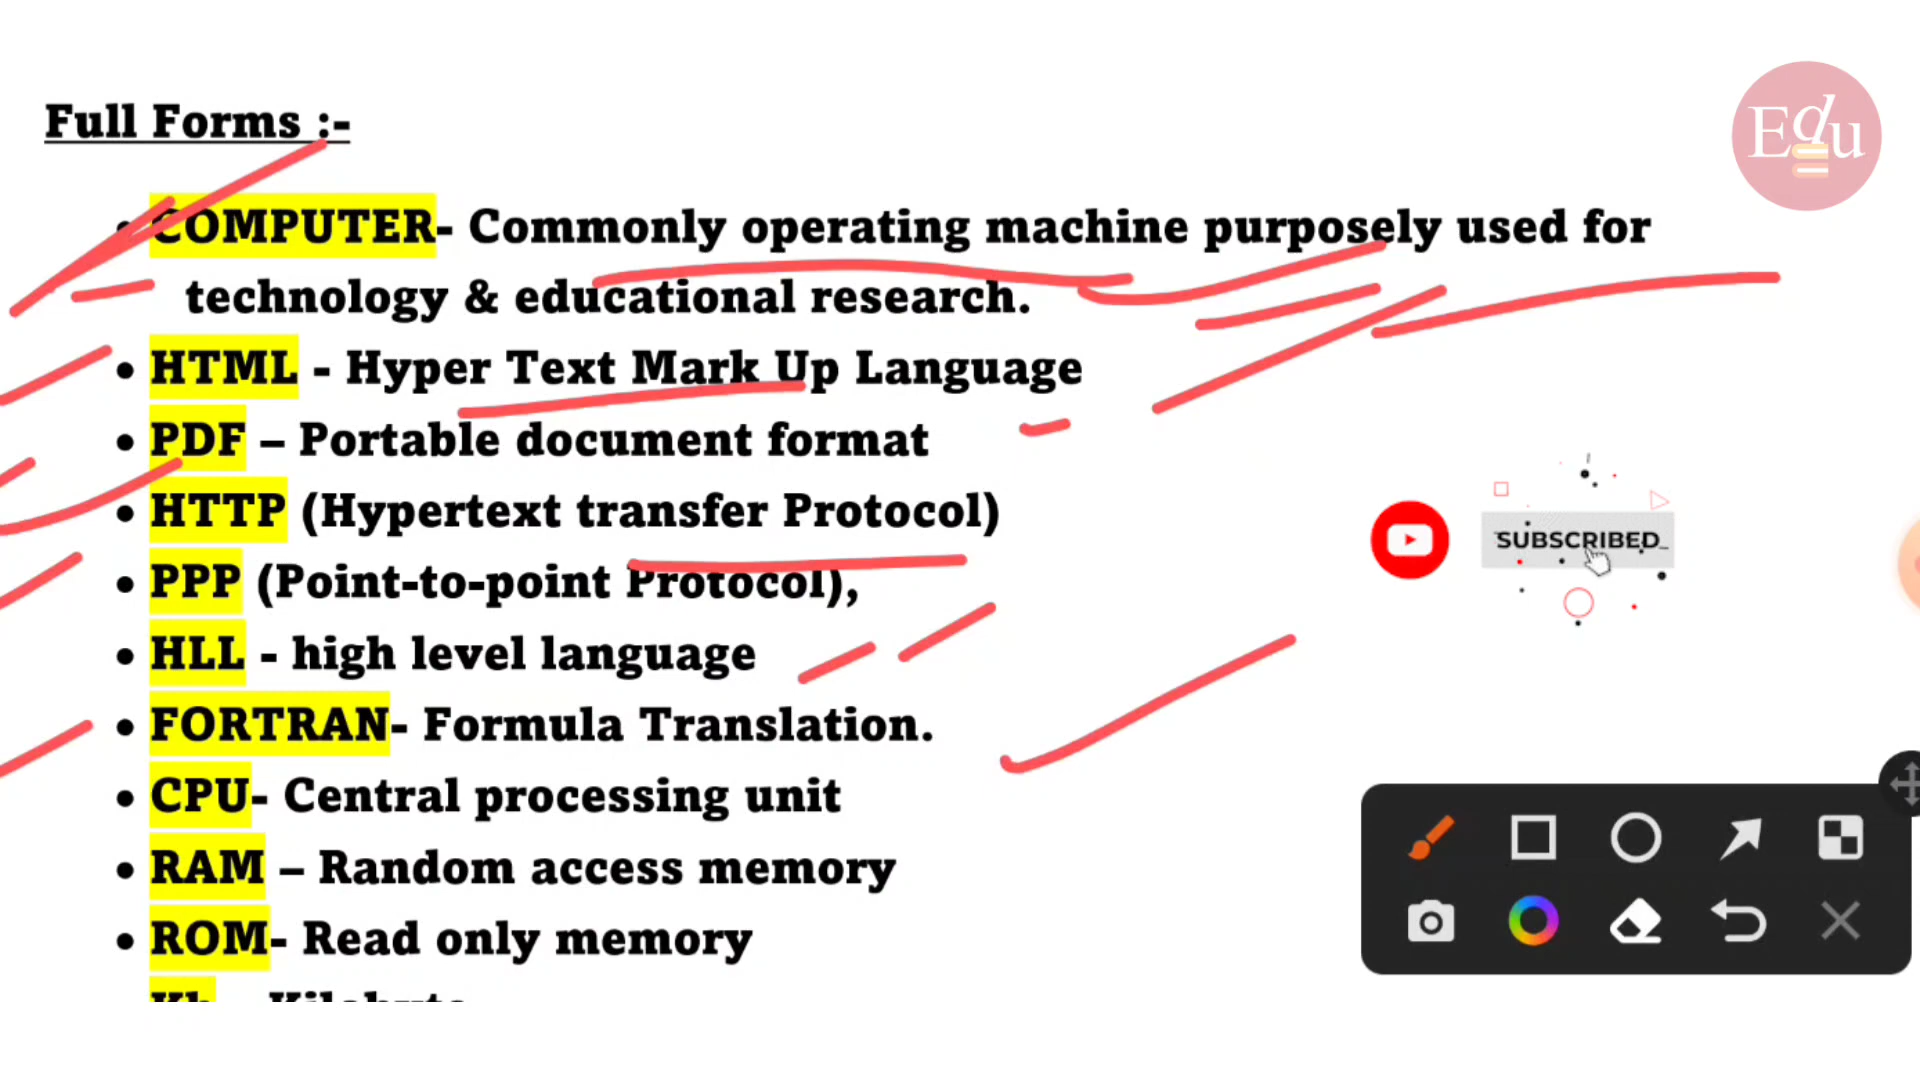 Full Forms :-
Edu
• COMPUTER- Commonly operating machine purposely used for
technology & educational research.
• HTML - Hyper Text Mark Up Language
• PDF – Portable document format
• HTTP (Hypertext transfer Protocol)
SUBSCRIBED
• PPP (Point-to-point Protocol),
• HLL - high level language
• FORTRAN- Formula Translation.
• CPU- Central processing unit
• RAM – Random access memory
• ROM- Read only memory